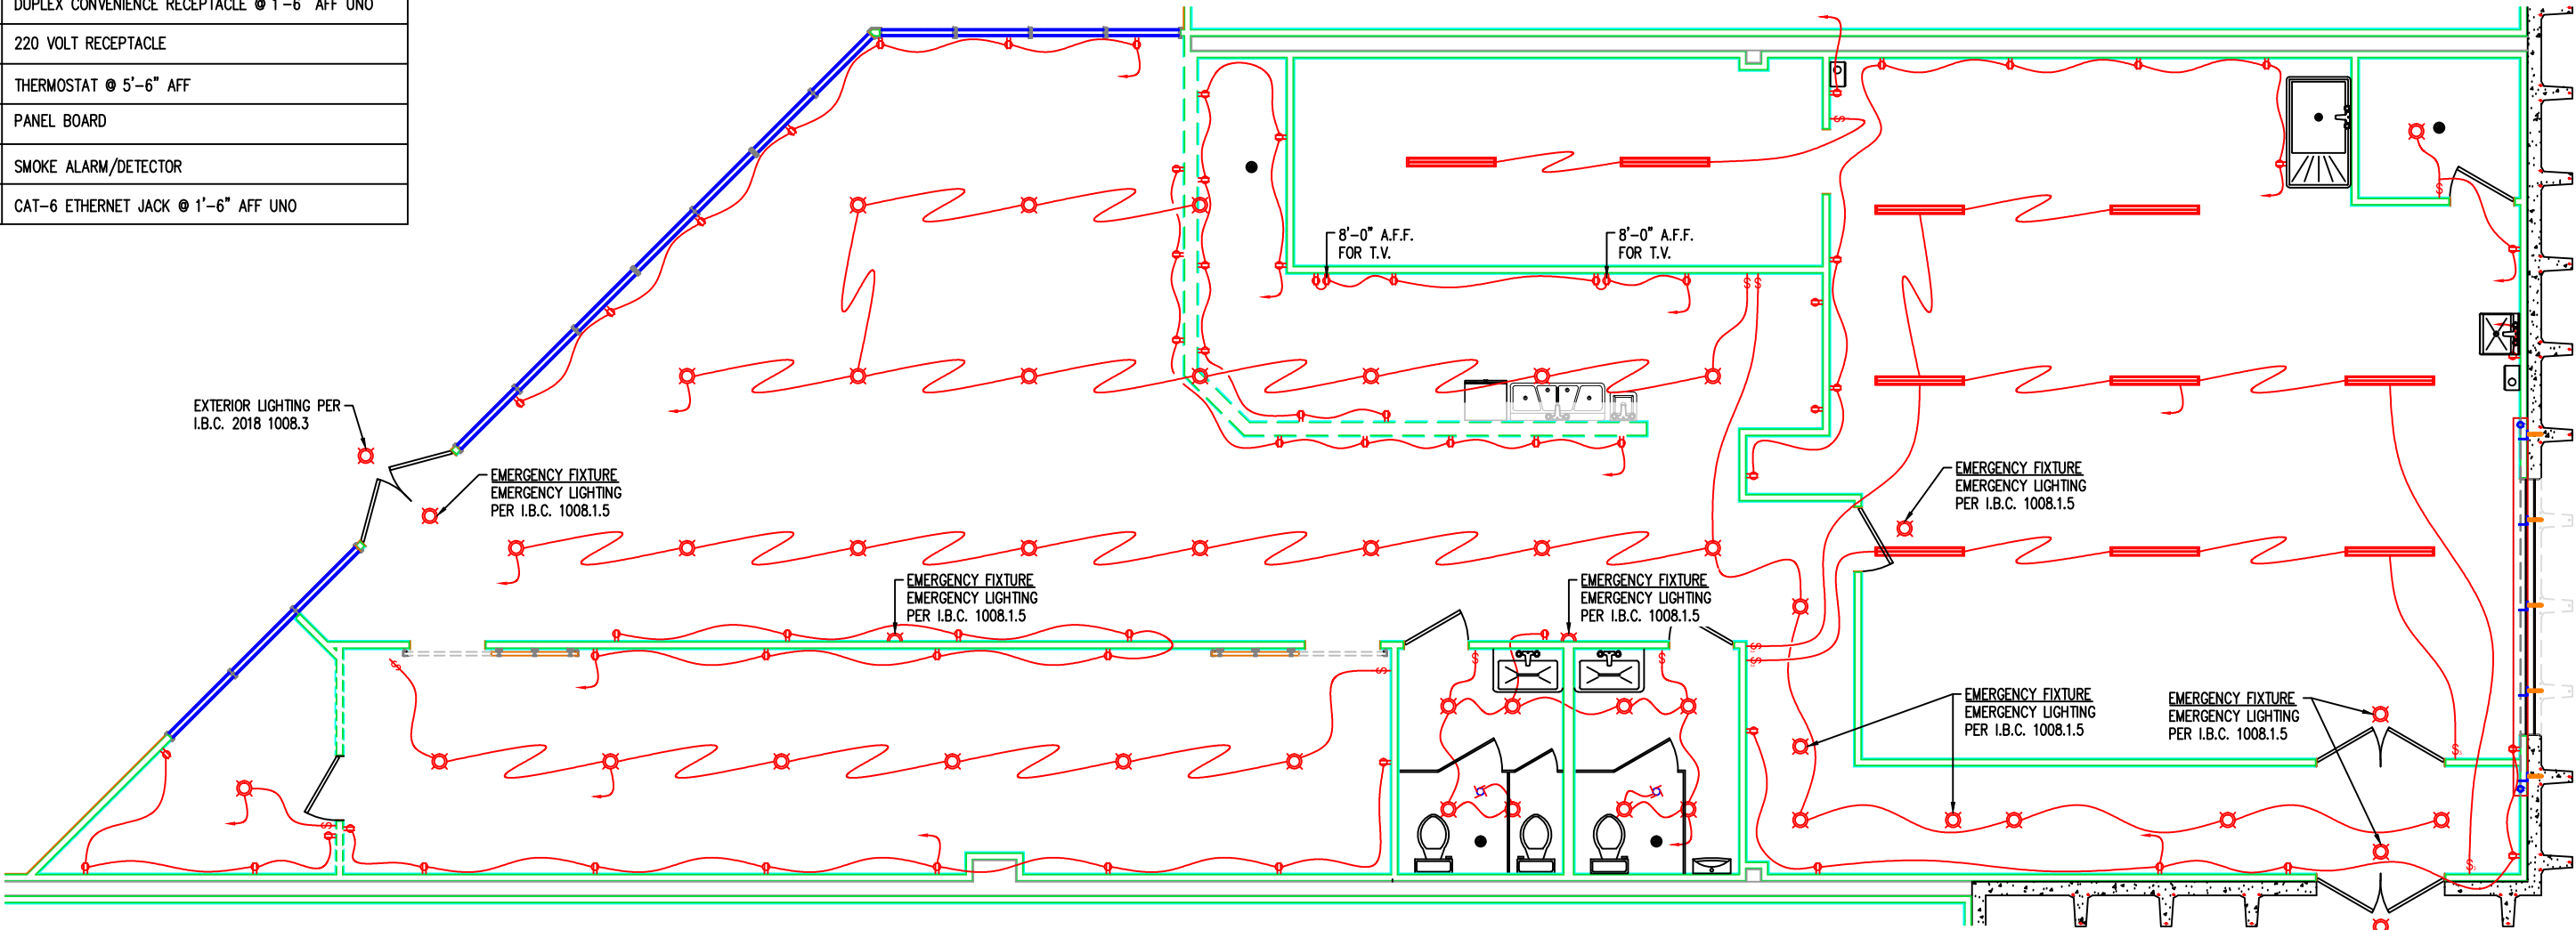 DUPLEX CONVENIENCE RECEPTACLE @ 1'-6" AFF UNO
220 VOLT RECEPTACLE
THERMOSTAT @ 5'-6" AFF
PANEL BOARD
SMOKE ALARM/DETECTOR
CAT-6 ETHERNET JACK @ 1'-6" AFF UNO
8'-0" A.F.F.
FOR T.V.
8'-0" A.F.F.
FOR T.V.
EXTERIOR LIGHTING PER
I.B.C. 2018 1008.3
EMERGENCY FIXTURE
EMERGENCY LIGHTING
PER I.B.C. 1008.1.5
EMERGENCY FIXTURE
EMERGENCY LIGHTING
PER I.B.C. 1008.1.5
EMERGENCY FIXTURE
EMERGENCY LIGHTING
PER I.B.C. 1008.1.5
EMERGENCY FIXTURE
EMERGENCY LIGHTING
PER I.B.C. 1008.1.5
EMERGENCY FIXTURE
EMERGENCY LIGHTING
PER I.B.C. 1008.1.5
EMERGENCY FIXTURE
EMERGENCY LIGHTING
PER I.B.C. 1008.1.5